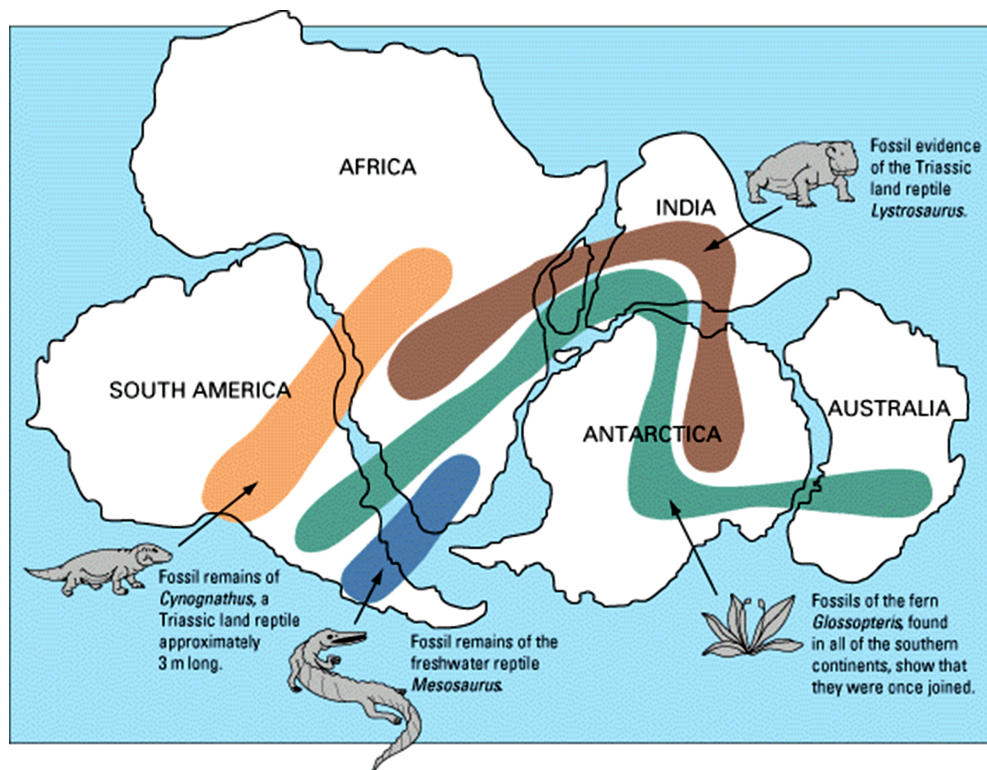 AFRICA
INDIA
SOUTH AMERICA
ANTARCTICA
AUSTRALIA
Fossil evidence
of the Triassic
land reptile
Lystrosaurus.
Fossil remains of
Cynognathus, a
Triassic land reptile
approximately
3 m long.
Fossil remains of the
freshwater reptile
Mesosaurus.
Fossils of the fern
Glossopteris, found
in all of the southern
continents, show that
they were once joined.